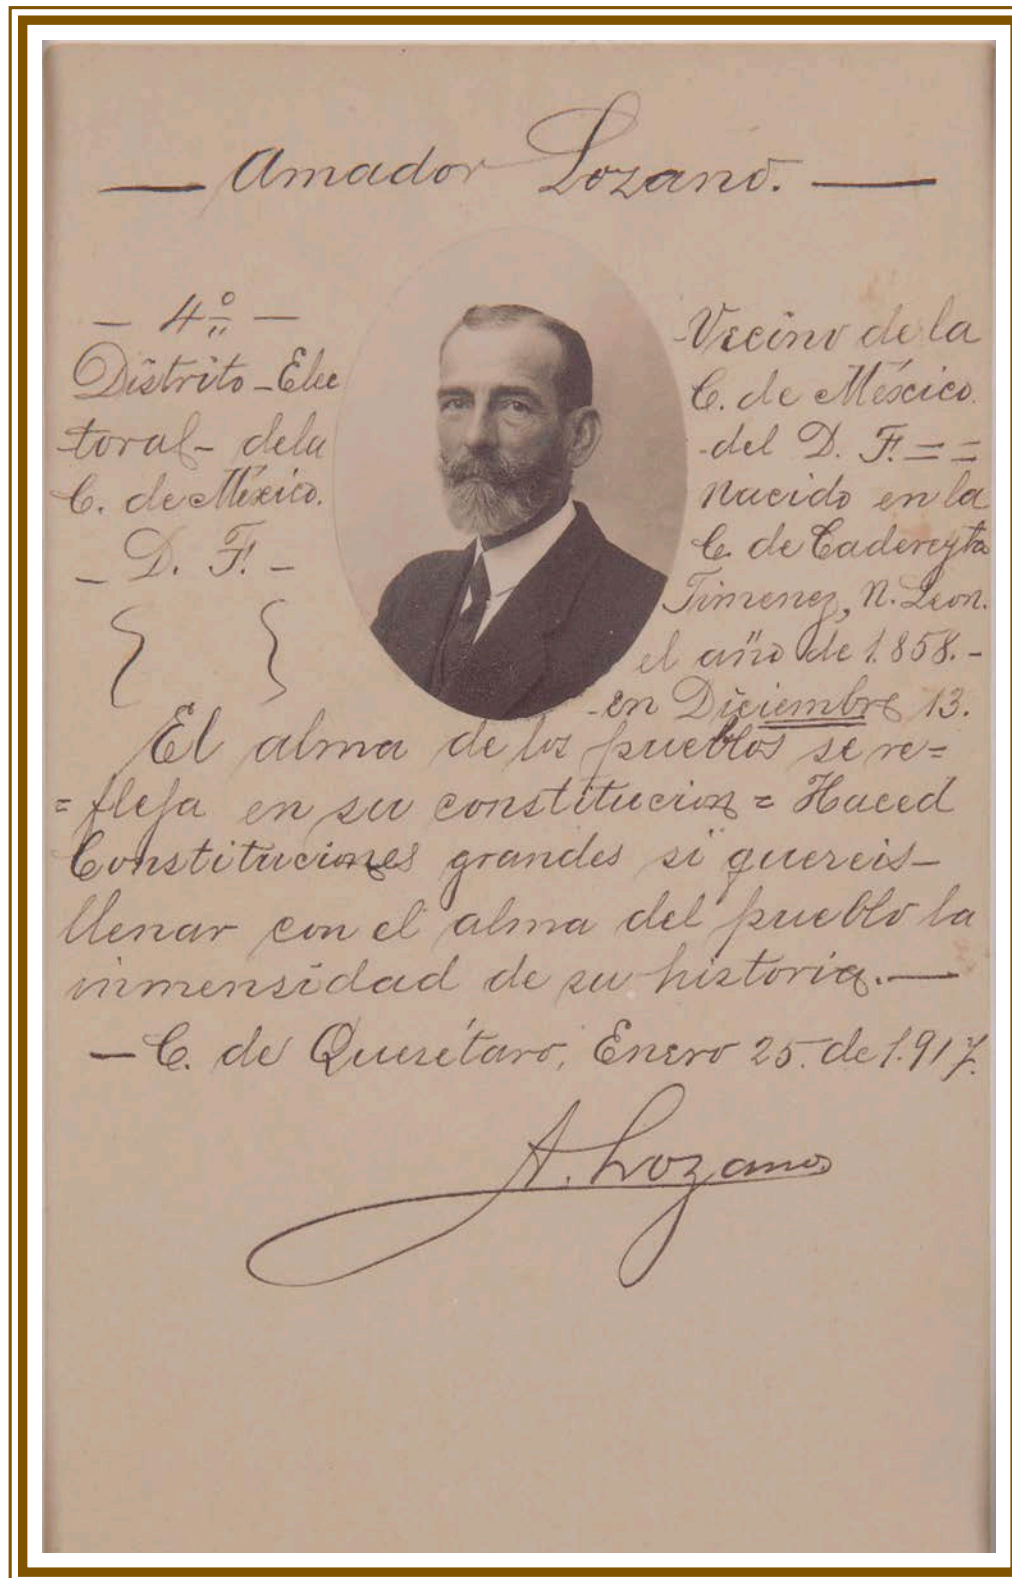 — Amador Lozano. —
— 4º —
Distrito - Elec
toral - de la
C. de México.
- D. F. -
Vecino de la
C. de México.
- del D. F. = =
Nacido en la
C. de Cadereyta
Jimenez, N. Leon.
el año de 1.858. -
- en Diciembre 13.
El alma de los pueblos se re=
= fleja en su constitucion = Haced
Constituciones grandes si quereis -
llenar con el alma del pueblo la
inmensidad de su historia. —
— C. de Querétaro, Enero 25. de 1.917.
A. Lozano